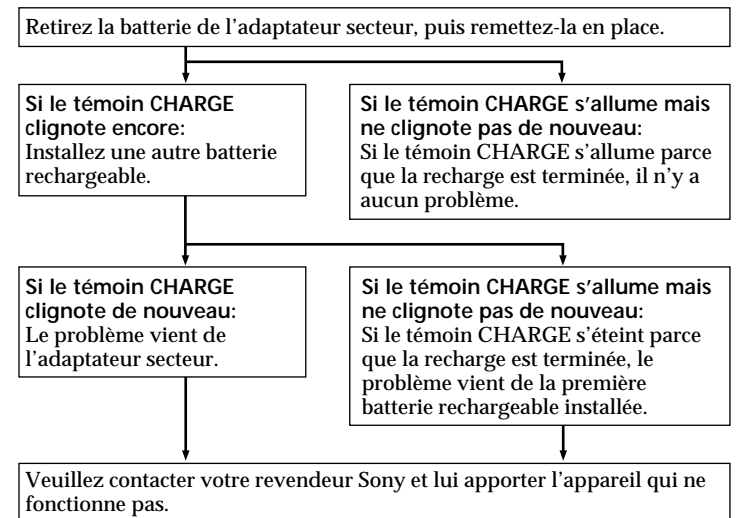 Retirez la batterie de l’adaptateur secteur, puis remettez-la en place.
Si le témoin CHARGE
clignote encore:
Installez une autre batterie
rechargeable.
Si le témoin CHARGE s’allume mais
ne clignote pas de nouveau:
Si le témoin CHARGE s’allume parce
que la recharge est terminée, il n’y a
aucun problème.
Si le témoin CHARGE
clignote de nouveau:
Le problème vient de
l’adaptateur secteur.
Si le témoin CHARGE s’allume mais
ne clignote pas de nouveau:
Si le témoin CHARGE s’éteint parce
que la recharge est terminée, le
problème vient de la première
batterie rechargeable installée.
Veuillez contacter votre revendeur Sony et lui apporter l’appareil qui ne
fonctionne pas.